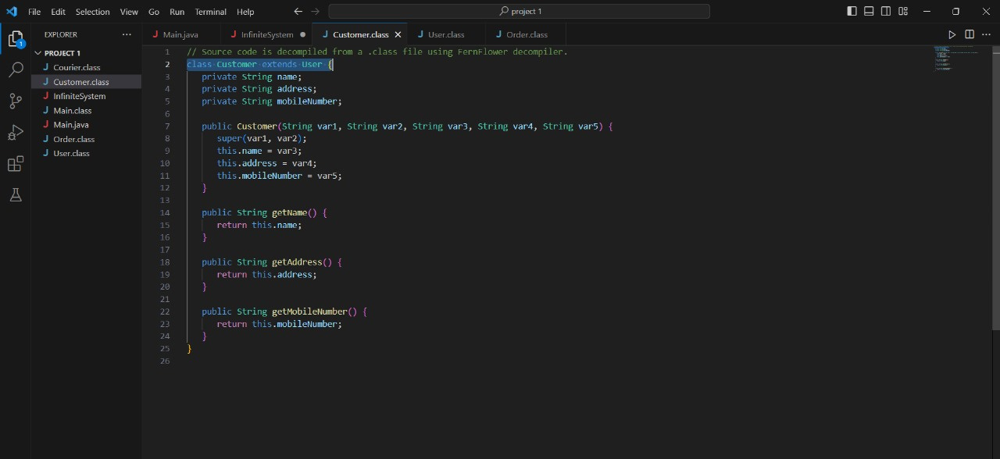 File Edit Selection View Go Run Terminal Help project 1
EXPLORER
Main.java InfiniteSystem Customer.class User.class Order.class
1
PROJECT 1
Courier.class
Customer.class
InfiniteSystem
Main.class
Main.java
Order.class
User.class
1 // Source code is decompiled from a .class file using FernFlower decompiler.
2 class Customer extends User {
3 private String name;
4 private String address;
5 private String mobileNumber;
6
7 public Customer(String var1, String var2, String var3, String var4, String var5) {
8 super(var1, var2);
9 this.name = var3;
10 this.address = var4;
11 this.mobileNumber = var5;
12 }
13
14 public String getName() {
15 return this.name;
16 }
17
18 public String getAddress() {
19 return this.address;
20 }
21
22 public String getMobileNumber() {
23 return this.mobileNumber;
24 }
25 }
26